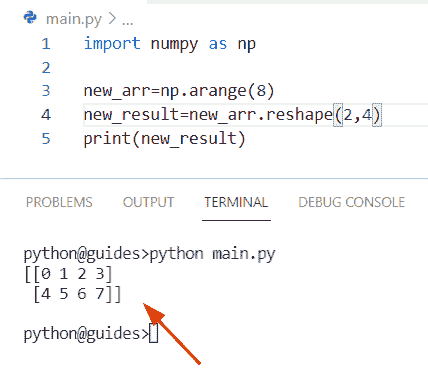 main.py > ...
1 import numpy as np
2
3 new_arr=np.arange(8)
4 new_result=new_arr.reshape(2,4)
5 print(new_result)
PROBLEMS OUTPUT TERMINAL DEBUG CONSOLE
python@guides>python main.py
[[0 1 2 3]
 [4 5 6 7]]
python@guides>